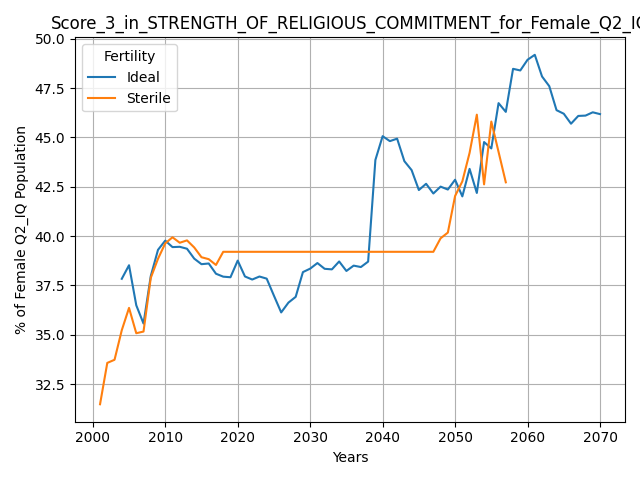 Score_3_in_STRENGTH_OF_RELIGIOUS_COMMITMENT_for_Female_Q2_IQ
Fertility
Ideal
Sterile
% of Female Q2_IQ Population
50.0
47.5
45.0
42.5
40.0
37.5
35.0
32.5
2000 2010 2020 2030 2040 2050 2060 2070
Years